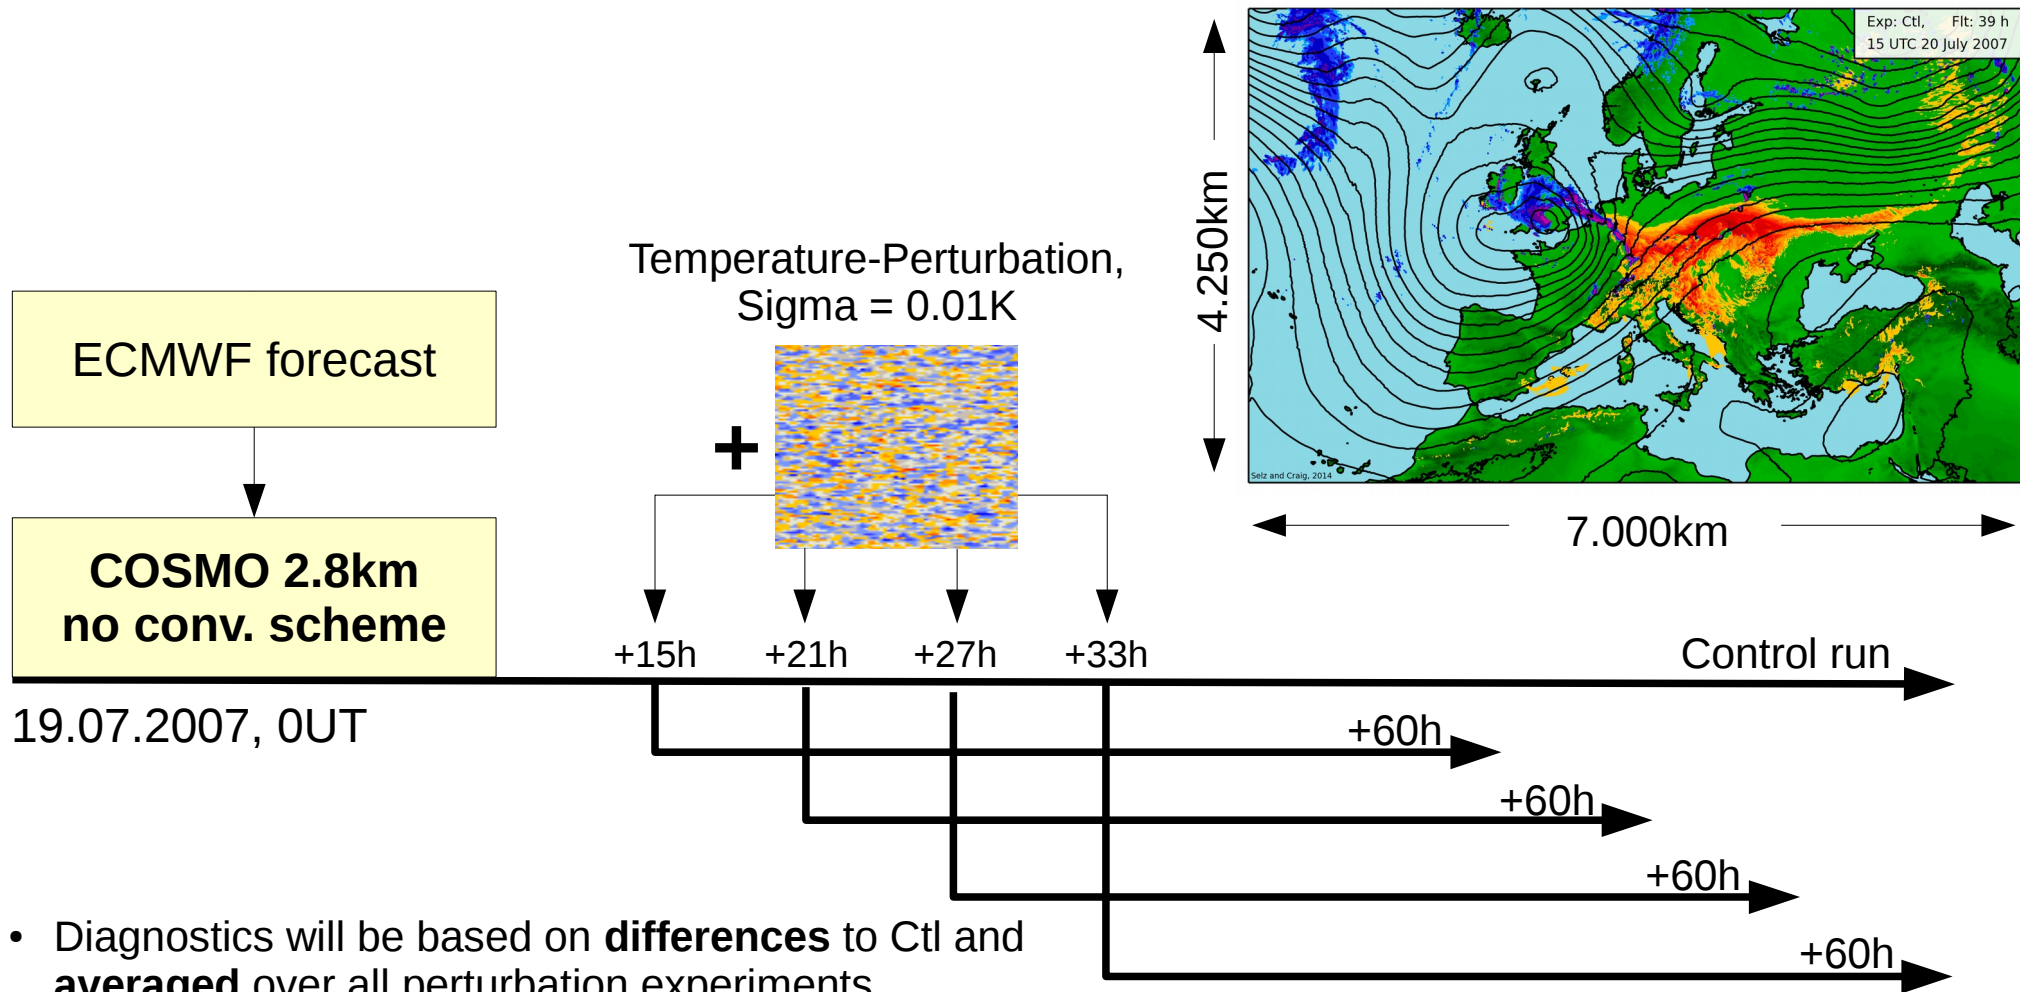 Exp: Ctl, Flt: 39 h
15 UTC 20 July 2007
4.250km
Selz and Craig, 2014
7.000km
Temperature-Perturbation,
Sigma = 0.01K
+
ECMWF forecast
COSMO 2.8km
no conv. scheme
+15h +21h +27h +33h
Control run
19.07.2007, 0UT
+60h
+60h
+60h
+60h
• Diagnostics will be based on differences to Ctl and
averaged over all perturbation experiments